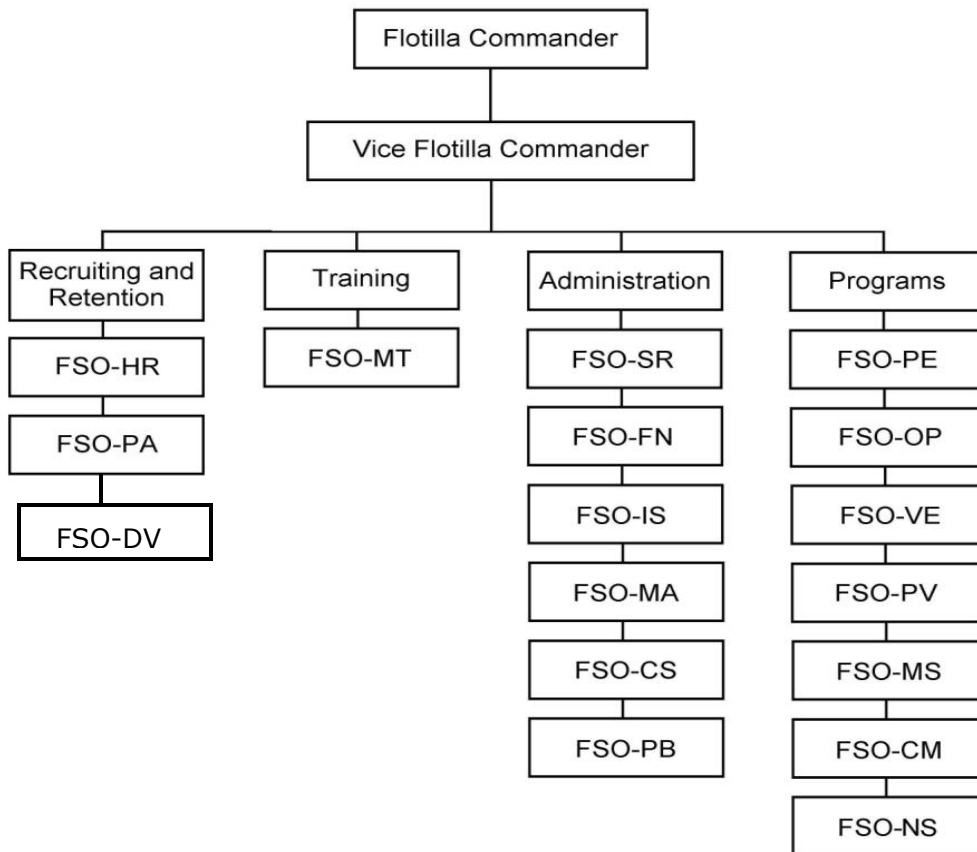 Flotilla Commander
Vice Flotilla Commander
Recruiting and
Retention
FSO-HR
FSO-PA
FSO-DV
Training
FSO-MT
Administration
FSO-SR
FSO-FN
FSO-IS
FSO-MA
FSO-CS
FSO-PB
Programs
FSO-PE
FSO-OP
FSO-VE
FSO-PV
FSO-MS
FSO-CM
FSO-NS